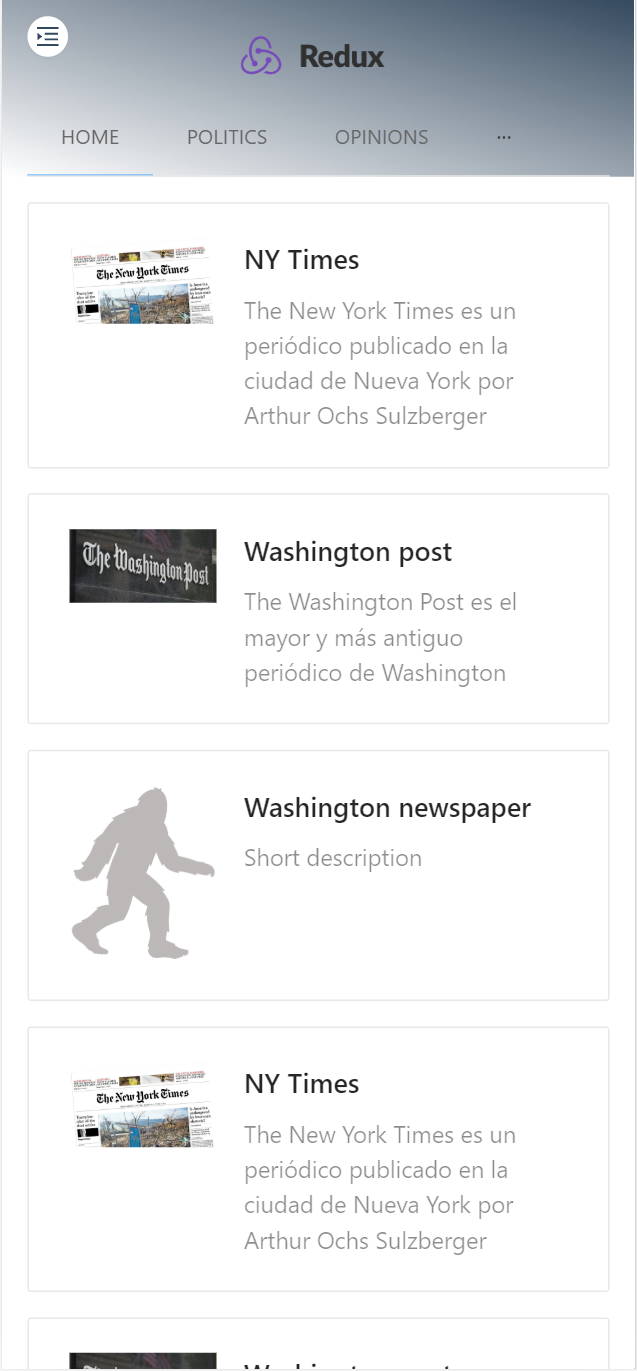 Redux
HOME
POLITICS
OPINIONS
...
The New York Times
NY Times
The New York Times es un
periódico publicado en la
ciudad de Nueva York por
Arthur Ochs Sulzberger
The Washington Post
Washington post
The Washington Post es el
mayor y más antiguo
periódico de Washington
Washington newspaper
Short description
The New York Times
NY Times
The New York Times es un
periódico publicado en la
ciudad de Nueva York por
Arthur Ochs Sulzberger